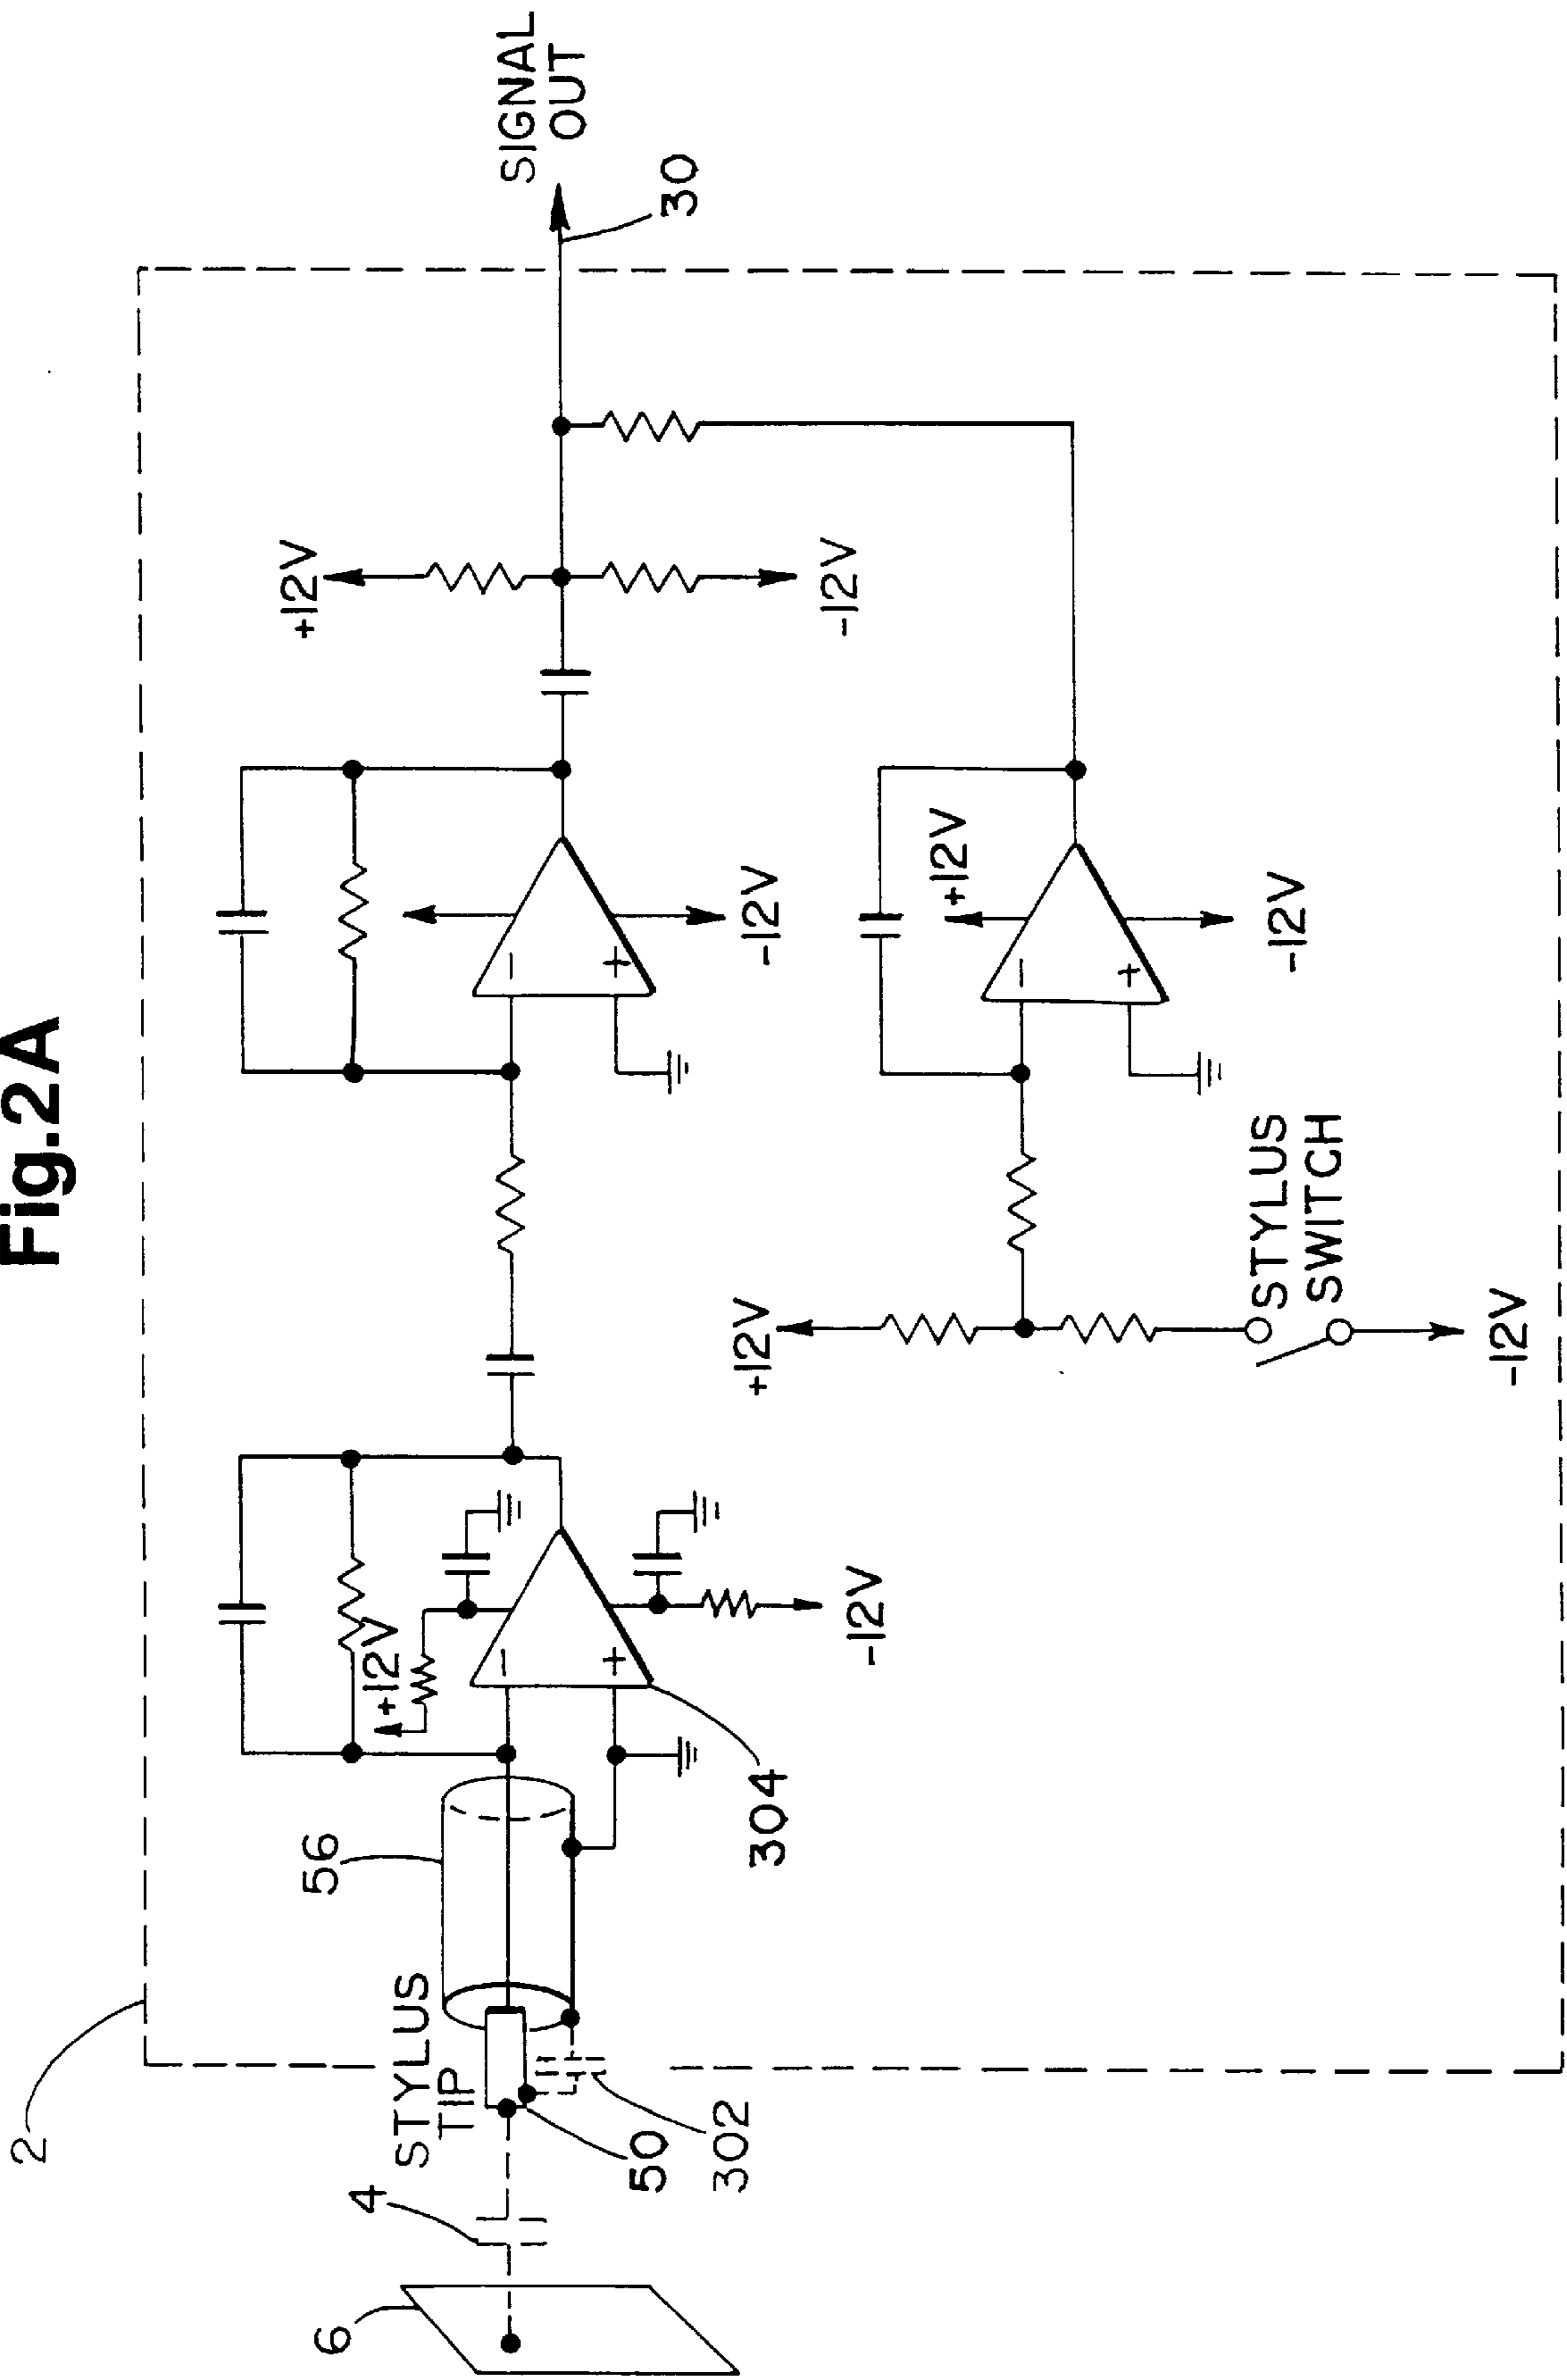 Fig.2A
2
SIGNAL
OUT
30
+12V
-12V
-12V
+12V
-12V
56
+12V
-12V
304
STYLUS
TIP
50
302
4
6
+12V
STYLUS
SWITCH
-12V
+
−
+
−
+
−